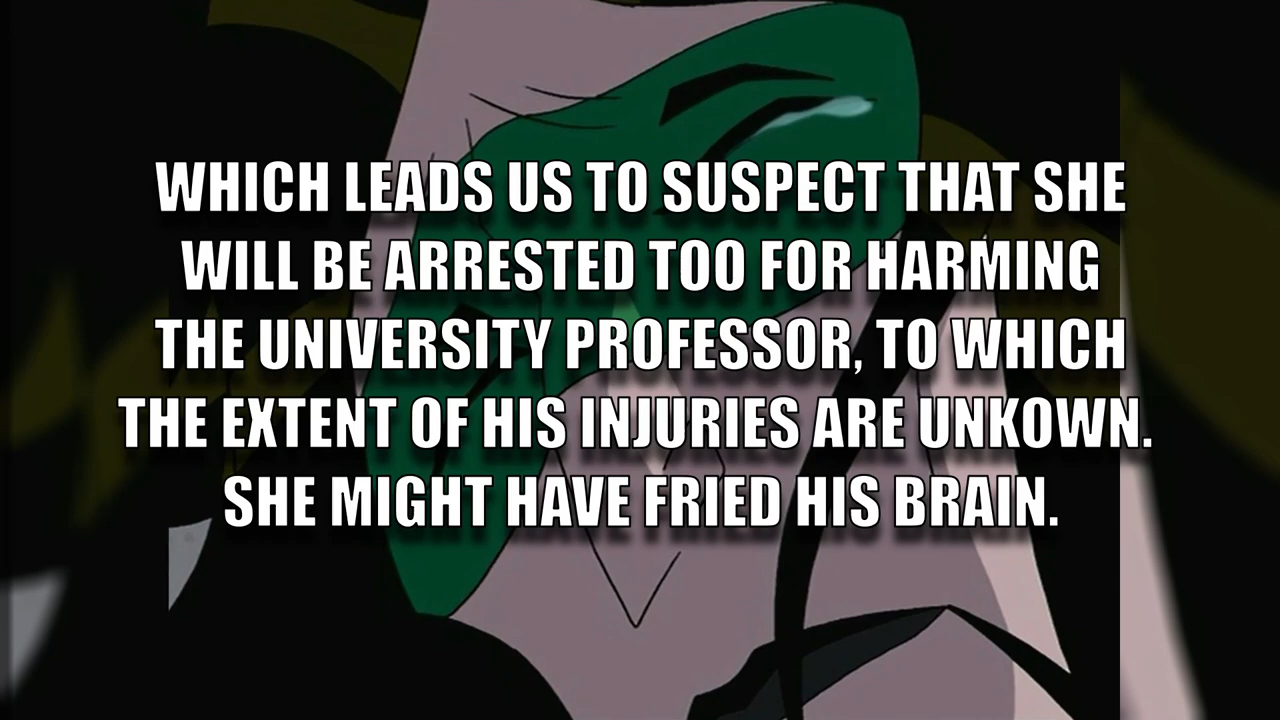 WHICH LEADS US TO SUSPECT THAT SHE
WILL BE ARRESTED TOO FOR HARMING
THE UNIVERSITY PROFESSOR, TO WHICH
THE EXTENT OF HIS INJURIES ARE UNKOWN.
SHE MIGHT HAVE FRIED HIS BRAIN.